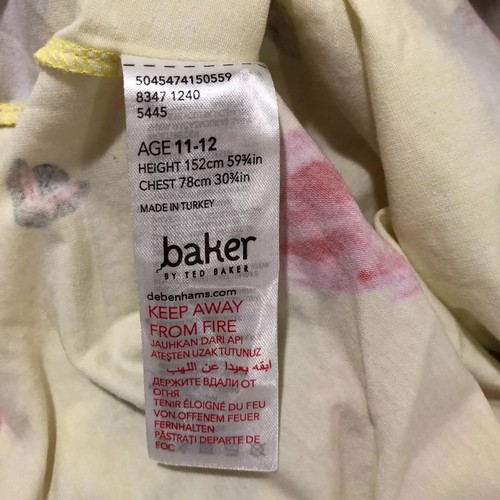 5045474150559
8347 1240
5445
AGE 11-12
HEIGHT 152cm 59¾in
CHEST 78cm 30¾in
MADE IN TURKEY
baker
BY TED BAKER
debenhams.com
KEEP AWAY
FROM FIRE
JAUHKAN DARI API
ATEŞTEN UZAK TUTUNUZ
ابقه بعيدا عن اللهب
ДЕРЖИТЕ ВДАЛИ ОТ
ОГНЯ
TENIR ÉLOIGNÉ DU FEU
VON OFFENEM FEUER
FERNHALTEN
PĂSTRAȚI DEPARTE DE
FOC